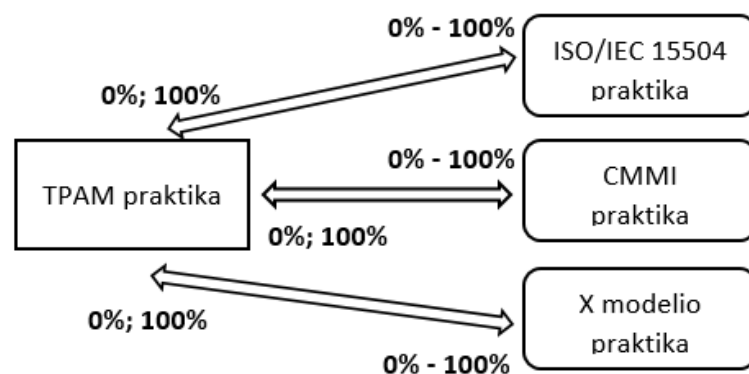 0% - 100%
ISO/IEC 15504
praktika
0%; 100%
TPAM praktika
0% - 100%
CMMI
praktika
0%; 100%
X modelio
praktika
0%; 100%
0% - 100%